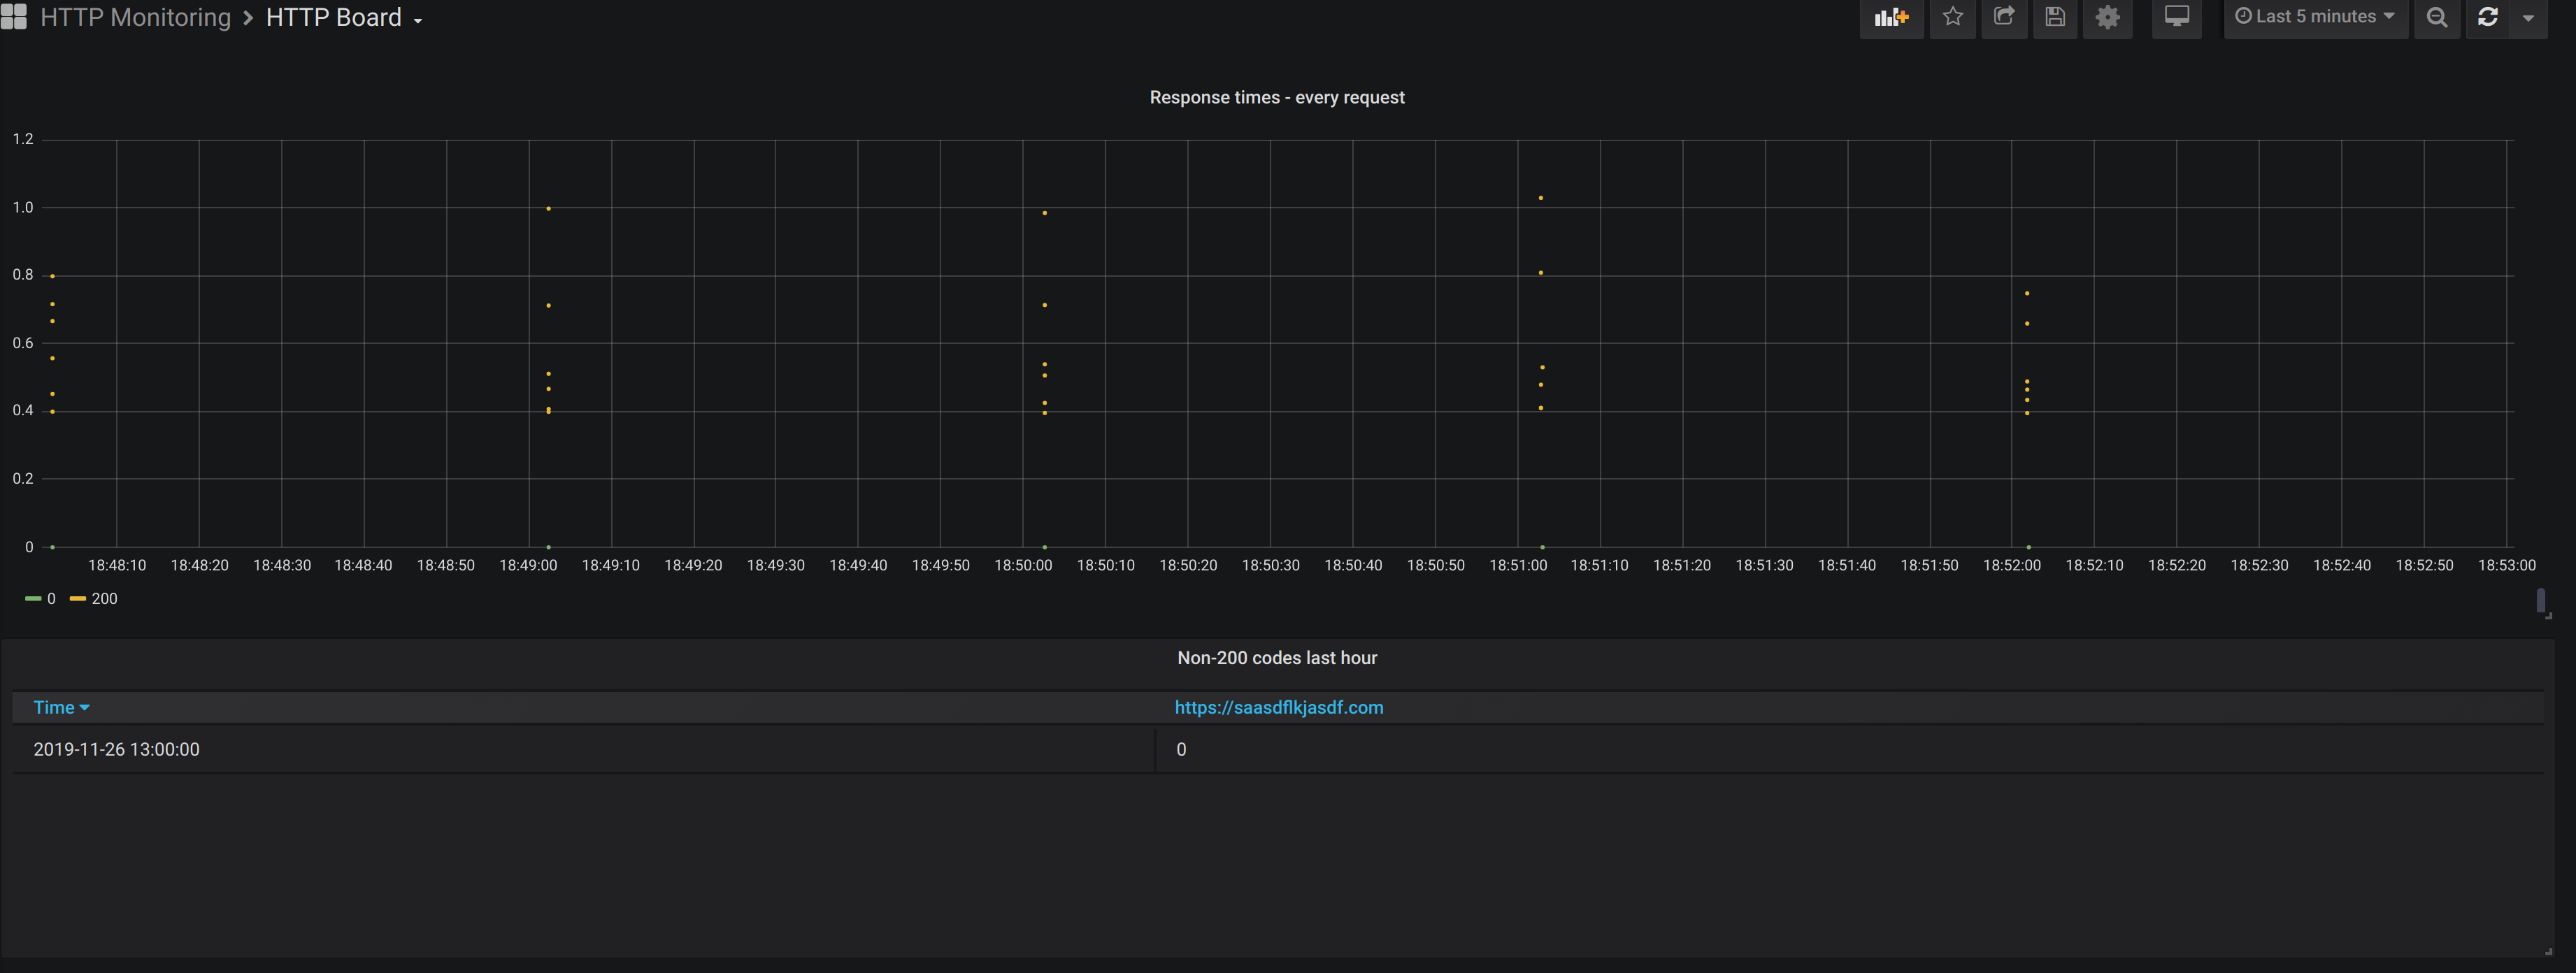 HTTP Monitoring > HTTP Board
Last 5 minutes
Response times - every request
1.2
1.0
0.8
0.6
0.4
0.2
0
18:48:10 18:48:20 18:48:30 18:48:40 18:48:50 18:49:00 18:49:10 18:49:20 18:49:30 18:49:40 18:49:50 18:50:00 18:50:10 18:50:20 18:50:30 18:50:40 18:50:50 18:51:00 18:51:10 18:51:20 18:51:30 18:51:40 18:51:50 18:52:00 18:52:10 18:52:20 18:52:30 18:52:40 18:52:50 18:53:00
0 200
Non-200 codes last hour
Time https://saasdflkjasdf.com
2019-11-26 13:00:00 0